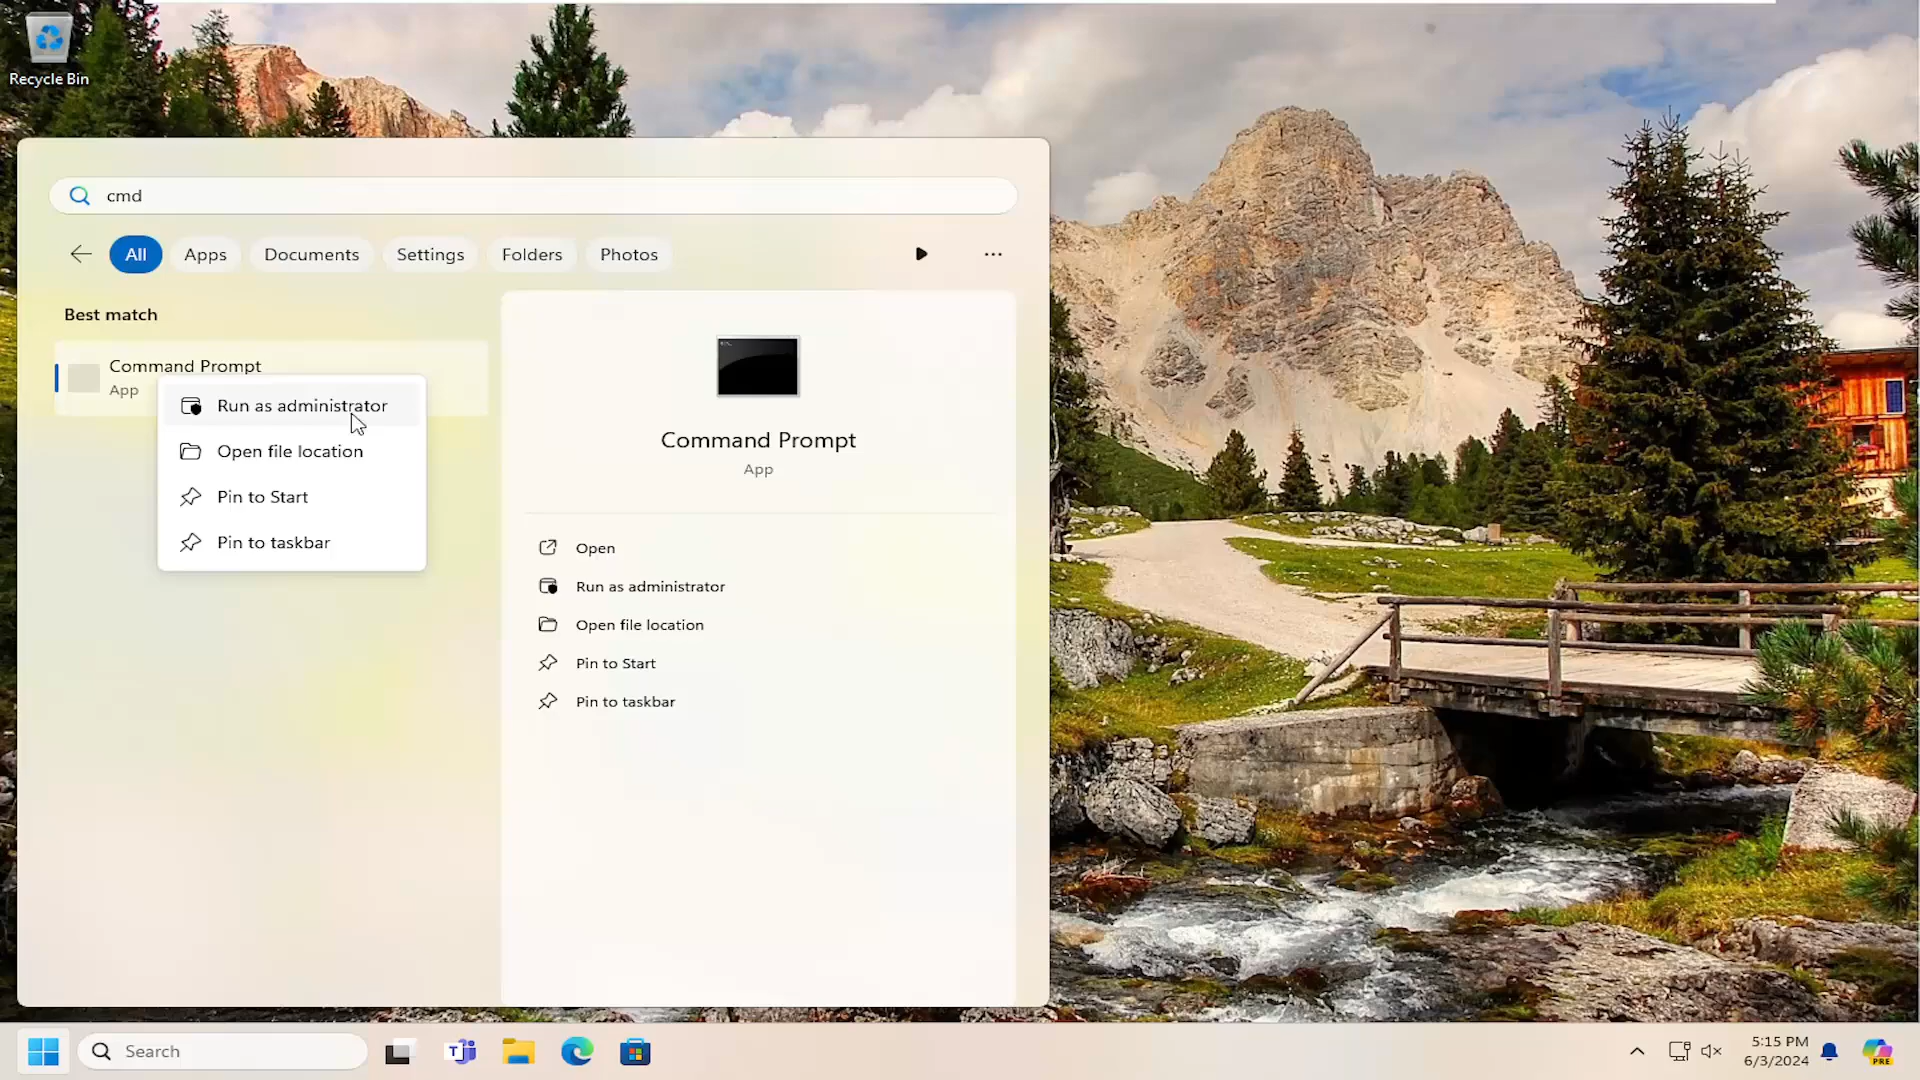 Recycle Bin
cmd
All
Apps
Documents
Settings
Folders
Photos
Best match
Command Prompt
App
Run as administrator
Open file location
Pin to Start
Pin to taskbar
Command Prompt
App
Open
Run as administrator
Open file location
Pin to Start
Pin to taskbar
Search
5:15 PM
6/3/2024
PRE